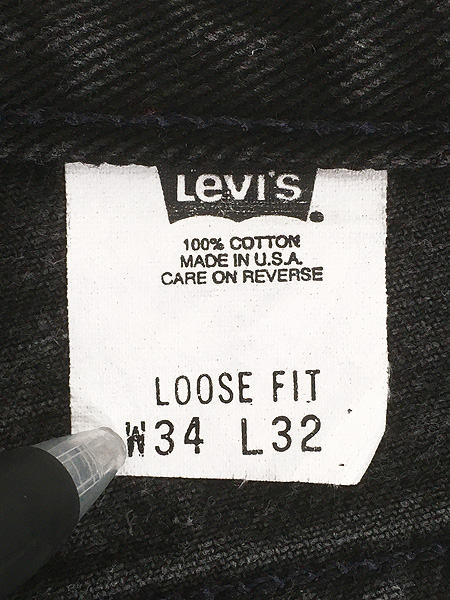 Levi's
100% COTTON
MADE IN U.S.A.
CARE ON REVERSE
LOOSE FIT
W34 L32